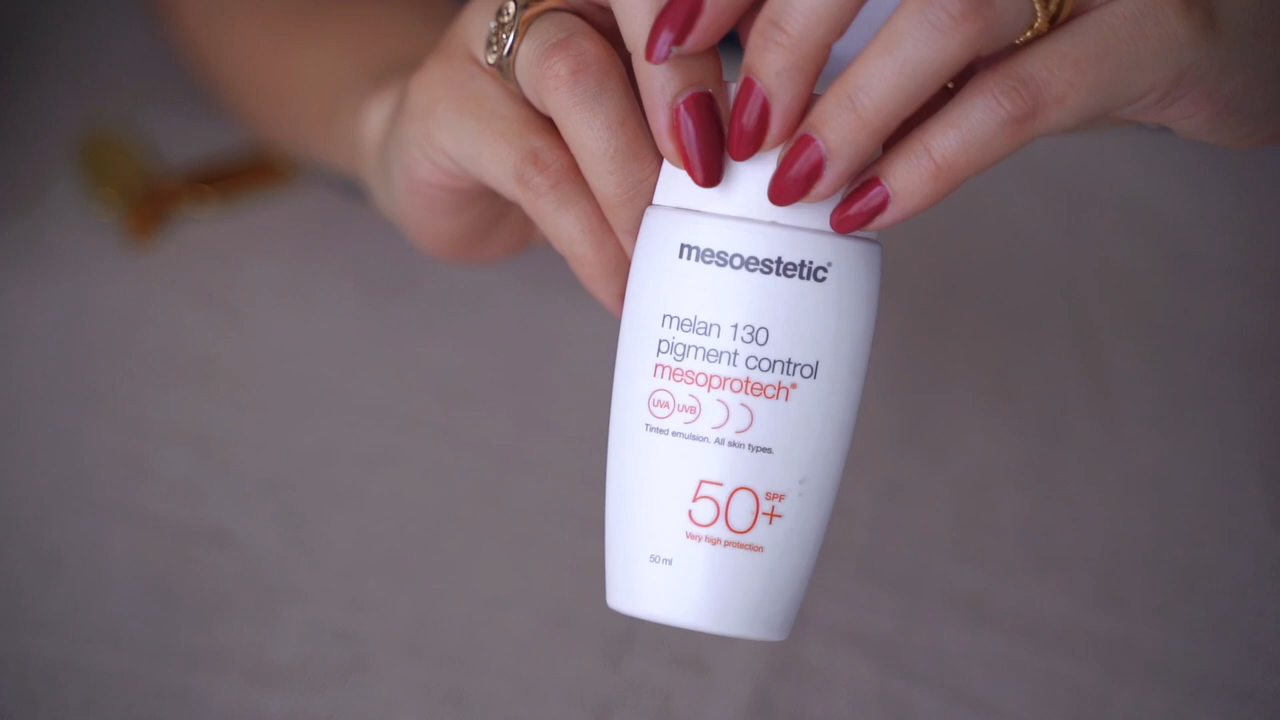 mesoestetic®
melan 130
pigment control
mesoprotech®
UVA UVB
Tinted emulsion. All skin types.
50+ SPF
Very high protection
50 ml